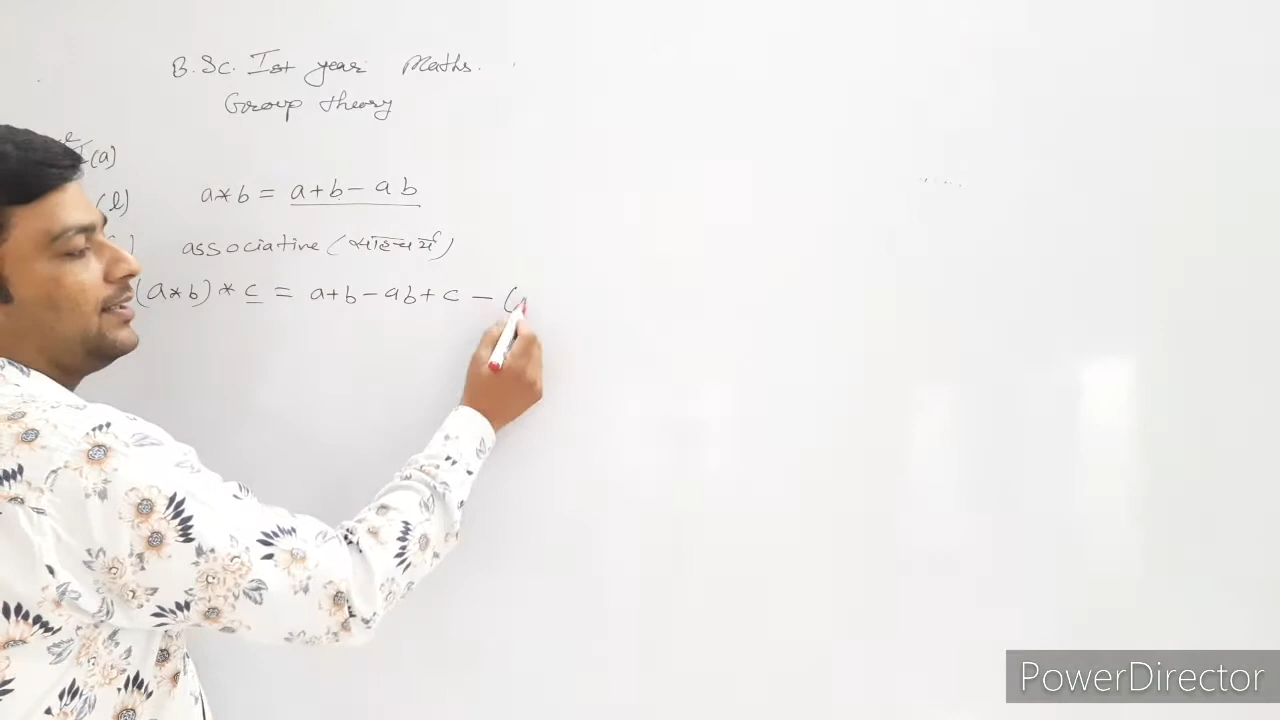 B.Sc. Ist year Maths.
Group theory
(a)
a*b = a+b-ab
(l)
associative (साहचर्य)
(a*b) * c = a+b-ab+c - (
PowerDirector